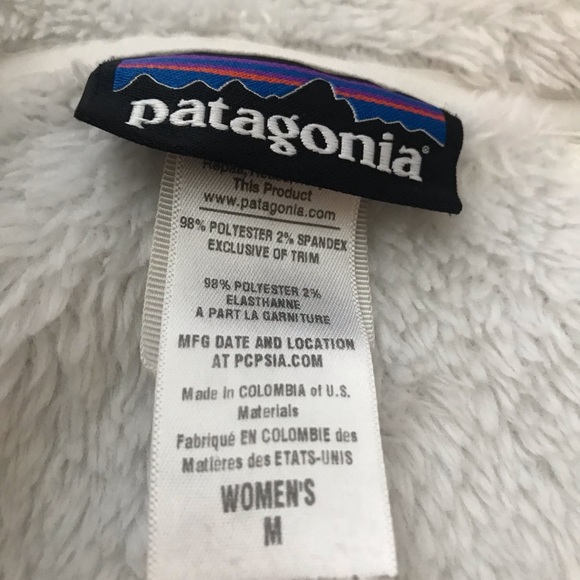 patagonia®
This Product
www.patagonia.com
98% POLYESTER 2% SPANDEX
EXCLUSIVE OF TRIM
98% POLYESTER 2%
ELASTHANNE
A PART LA GARNITURE
MFG DATE AND LOCATION
AT PCPSIA.COM
Made in COLOMBIA of U.S.
Materials
Fabriqué EN COLOMBIE des
Matières des ETATS-UNIS
WOMEN'S
M